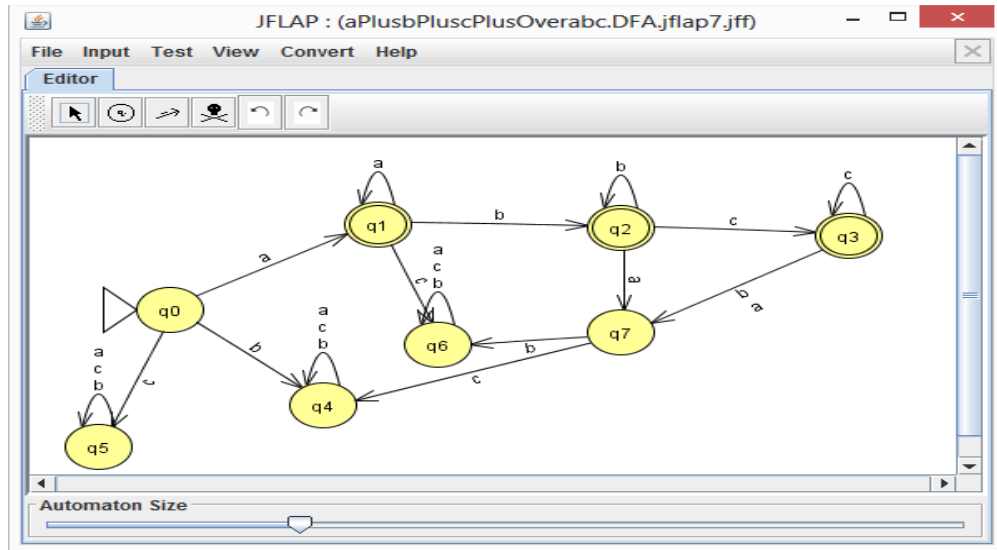 JFLAP : (aPlusbPluscPlusOverabc.DFA.jflap7.jff)
File Input Test View Convert Help
Editor
a
b
c
q1
b
q2
c
q3
a
a
c
b
c
a
b
a
q0
a
c
b
b
q6
b
q7
a
c
b
c
c
q4
q5
Automaton Size